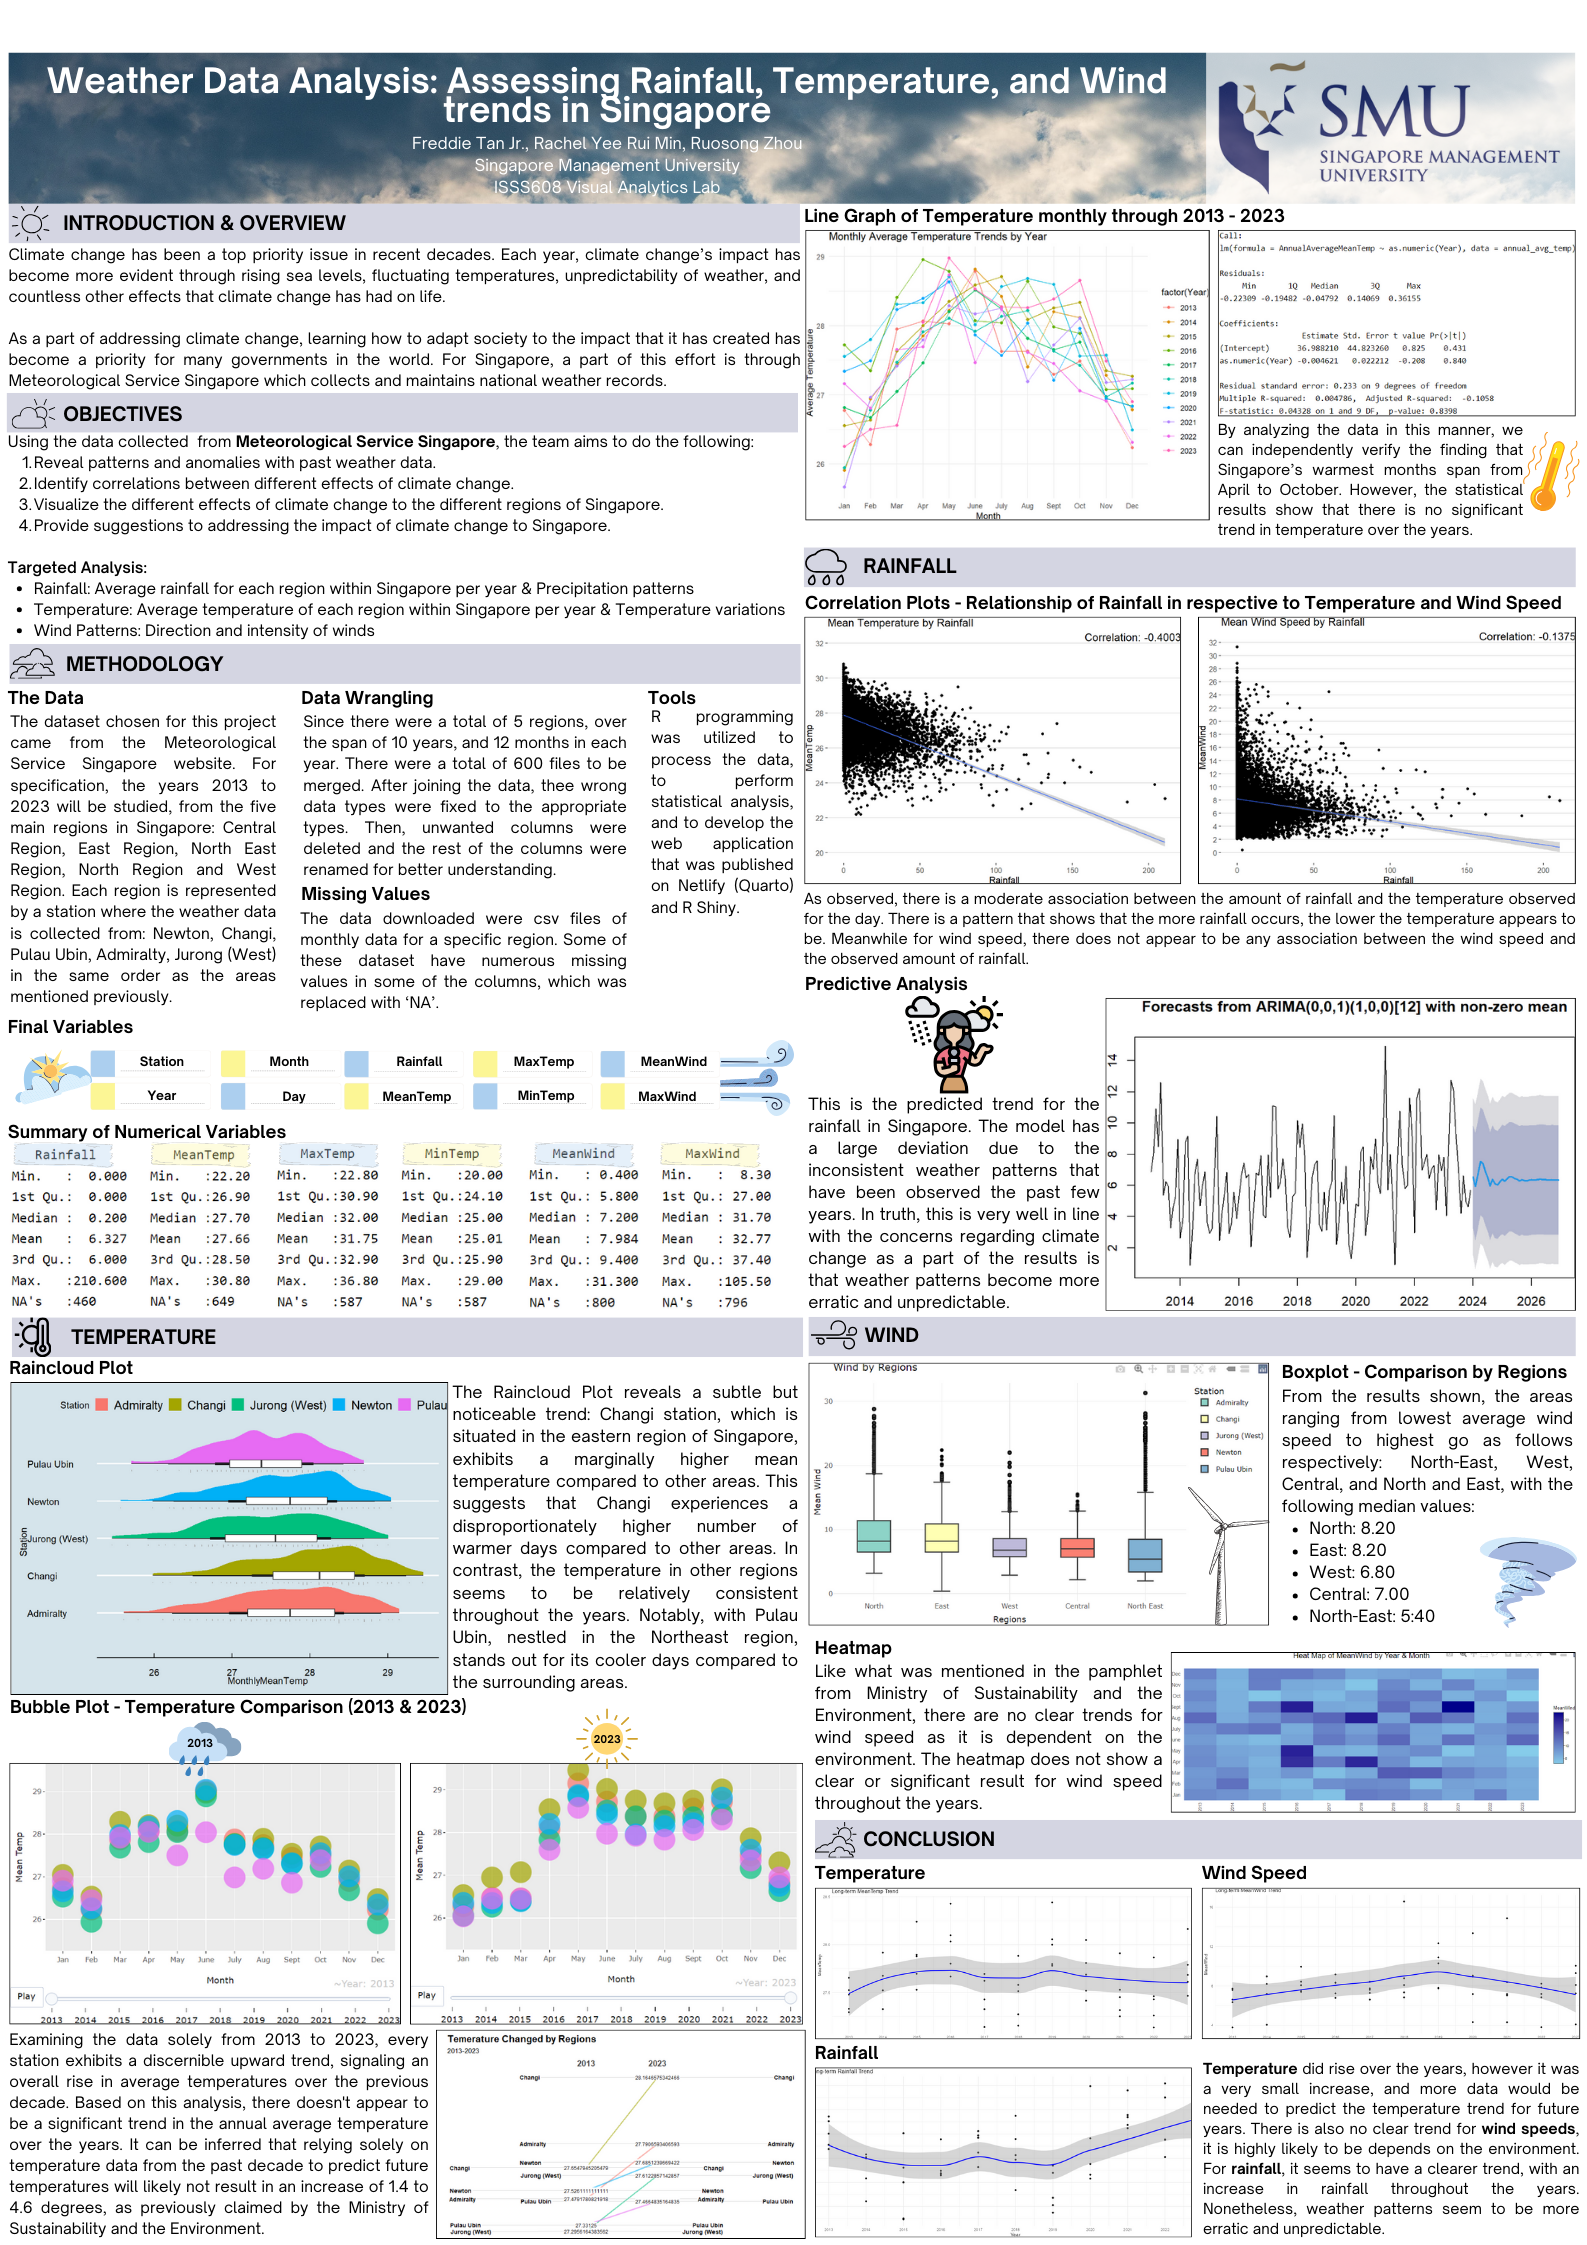 Weather Data Analysis: Assessing Rainfall, Temperature, and Wind
trends in Singapore
Freddie Tan Jr., Rachel Yee Rui Min, Ruosong Zhou
Singapore Management University
ISSS608 Visual Analytics Lab
SMU
SINGAPORE MANAGEMENT
UNIVERSITY
INTRODUCTION & OVERVIEW
Climate change has been a top priority issue in recent decades. Each year, climate change's impact has
become more evident through rising sea levels, fluctuating temperatures, unpredictability of weather, and
countless other effects that climate change has had on life.
As a part of addressing climate change, learning how to adapt society to the impact that it has created has
become a priority for many governments in the world. For Singapore, a part of this effort is through
Meteorological Service Singapore which collects and maintains national weather records.
OBJECTIVES
Using the data collected from Meteorological Service Singapore, the team aims to do the following:
1. Reveal patterns and anomalies with past weather data.
2. Identify correlations between different effects of climate change.
3. Visualize the different effects of climate change to the different regions of Singapore.
4. Provide suggestions to addressing the impact of climate change to Singapore.
Targeted Analysis:
• Rainfall: Average rainfall for each region within Singapore per year & Precipitation patterns
• Temperature: Average temperature of each region within Singapore per year & Temperature variations
• Wind Patterns: Direction and intensity of winds
METHODOLOGY
The Data
The dataset chosen for this project
came from the Meteorological
Service Singapore website. For
specification, the years 2013 to
2023 will be studied, from the five
main regions in Singapore: Central
Region, East Region, North East
Region, North Region and West
Region. Each region is represented
by a station where the weather data
is collected from: Newton, Changi,
Pulau Ubin, Admiralty, Jurong (West)
in the same order as the areas
mentioned previously.
Data Wrangling
Since there were a total of 5 regions, over
the span of 10 years, and 12 months in each
year. There were a total of 600 files to be
merged. After joining the data, thee wrong
data types were fixed to the appropriate
types. Then, unwanted columns were
deleted and the rest of the columns were
renamed for better understanding.
Missing Values
The data downloaded were csv files of
monthly data for a specific region. Some of
these dataset have numerous missing
values in some of the columns, which was
replaced with 'NA'.
Tools
R programming
was utilized to
process the data,
to perform
statistical analysis,
and to develop the
web application
that was published
on Netlify (Quarto)
and R Shiny.
Final Variables
Station Month Rainfall MaxTemp MeanWind
Year Day MeanTemp MinTemp MaxWind
Summary of Numerical Variables
Rainfall MeanTemp MaxTemp MinTemp MeanWind MaxWind
Min. : 0.000 Min. :22.20 Min. :22.80 Min. :20.00 Min. : 0.400 Min. : 8.30
1st Qu.: 0.000 1st Qu.:26.90 1st Qu.:30.90 1st Qu.:24.10 1st Qu.: 5.800 1st Qu.: 27.00
Median : 0.200 Median :27.70 Median :32.00 Median :25.00 Median : 7.200 Median : 31.70
Mean : 6.327 Mean :27.66 Mean :31.75 Mean :25.01 Mean : 7.984 Mean : 32.77
3rd Qu.: 6.000 3rd Qu.:28.50 3rd Qu.:32.90 3rd Qu.:25.90 3rd Qu.: 9.400 3rd Qu.: 37.40
Max. :210.600 Max. :30.80 Max. :36.80 Max. :29.00 Max. :31.300 Max. :105.50
NA's :460 NA's :649 NA's :587 NA's :587 NA's :800 NA's :796
TEMPERATURE
Raincloud Plot
Station Admiralty Changi Jurong (West) Newton Pulau
Pulau Ubin
Newton
Jurong (West)
Changi
Admiralty
Station
26 27 28 29
MonthlyMeanTemp
The Raincloud Plot reveals a subtle but
noticeable trend: Changi station, which is
situated in the eastern region of Singapore,
exhibits a marginally higher mean
temperature compared to other areas. This
suggests that Changi experiences a
disproportionately higher number of
warmer days compared to other areas. In
contrast, the temperature in other regions
seems to be relatively consistent
throughout the years. Notably, with Pulau
Ubin, nestled in the Northeast region,
stands out for its cooler days compared to
the surrounding areas.
Bubble Plot - Temperature Comparison (2013 & 2023)
2013
29
28
27
26
Mean Temp
Jan Feb Mar Apr May June July Aug Sept Oct Nov Dec
Month
~Year: 2013
Play
2013 2014 2015 2016 2017 2018 2019 2020 2021 2022 2023
2023
29
28
27
26
Mean Temp
Jan Feb Mar Apr May June July Aug Sept Oct Nov Dec
Month
~Year: 2023
Play
2013 2014 2015 2016 2017 2018 2019 2020 2021 2022 2023
Examining the data solely from 2013 to 2023, every
station exhibits a discernible upward trend, signaling an
overall rise in average temperatures over the previous
decade. Based on this analysis, there doesn't appear to
be a significant trend in the annual average temperature
over the years. It can be inferred that relying solely on
temperature data from the past decade to predict future
temperatures will likely not result in an increase of 1.4 to
4.6 degrees, as previously claimed by the Ministry of
Sustainability and the Environment.
Temerature Changed by Regions
2013-2023
2013 2023
Changi Changi
Admiralty Admiralty
Newton Newton
Changi Changi
Jurong (West) Jurong (West)
Newton Newton
Admiralty Pulau Ubin Admiralty Pulau Ubin
Pulau Ubin Pulau Ubin
Jurong (West) Jurong (West)
Line Graph of Temperature monthly through 2013 - 2023
Monthly Average Temperature Trends by Year
29
28
27
26
Average Temperature
Jan Feb Mar Apr May June July Aug Sept Oct Nov Dec
Month
factor(Year)
2013
2014
2015
2016
2017
2018
2019
2020
2021
2022
2023
Call:
lm(formula = AnnualAverageMeanTemp ~ as.numeric(Year), data = annual_avg_temp)
Residuals:
Min 1Q Median 3Q Max
-0.22309 -0.19482 -0.04792 0.14069 0.36155
Coefficients:
Estimate Std. Error t value Pr(>|t|)
(Intercept) 36.988210 44.823260 0.825 0.431
as.numeric(Year) -0.004621 0.022212 -0.208 0.840
Residual standard error: 0.233 on 9 degrees of freedom
Multiple R-squared: 0.004786, Adjusted R-squared: -0.1058
F-statistic: 0.04328 on 1 and 9 DF, p-value: 0.8398
By analyzing the data in this manner, we
can independently verify the finding that
Singapore's warmest months span from
April to October. However, the statistical
results show that there is no significant
trend in temperature over the years.
RAINFALL
Correlation Plots - Relationship of Rainfall in respective to Temperature and Wind Speed
Mean Temperature by Rainfall
Correlation: -0.4003
32
30
28
26
24
22
20
MeanTemp
0 50 100 150 200
Rainfall
Mean Wind Speed by Rainfall
Correlation: -0.1375
32
30
28
26
24
22
20
18
16
14
12
10
8
6
4
2
0
MeanWind
0 50 100 150 200
Rainfall
As observed, there is a moderate association between the amount of rainfall and the temperature observed
for the day. There is a pattern that shows that the more rainfall occurs, the lower the temperature appears to
be. Meanwhile for wind speed, there does not appear to be any association between the wind speed and
the observed amount of rainfall.
Predictive Analysis
This is the predicted trend for the
rainfall in Singapore. The model has
a large deviation due to the
inconsistent weather patterns that
have been observed the past few
years. In truth, this is very well in line
with the concerns regarding climate
change as a part of the results is
that weather patterns become more
erratic and unpredictable.
Forecasts from ARIMA(0,0,1)(1,0,0)[12] with non-zero mean
14
12
10
8
6
4
2
2014 2016 2018 2020 2022 2024 2026
WIND
Wind by Regions
30
20
10
0
Mean Wind
North East West Central North East
Regions
Station
Admiralty
Changi
Jurong (West)
Newton
Pulau Ubin
Boxplot - Comparison by Regions
From the results shown, the areas
ranging from lowest average wind
speed to highest go as follows
respectively: North-East, West,
Central, and North and East, with the
following median values:
• North: 8.20
• East: 8.20
• West: 6.80
• Central: 7.00
• North-East: 5:40
Heatmap
Like what was mentioned in the pamphlet
from Ministry of Sustainability and the
Environment, there are no clear trends for
wind speed as it is dependent on the
environment. The heatmap does not show a
clear or significant result for wind speed
throughout the years.
Heat Map of MeanWind by Year & Month
CONCLUSION
Temperature
Long-term MeanTemp Trend
Wind Speed
Long-term MeanWind Trend
Rainfall
ng-term Rainfall Trend
Temperature did rise over the years, however it was
a very small increase, and more data would be
needed to predict the temperature trend for future
years. There is also no clear trend for wind speeds,
it is highly likely to be depends on the environment.
For rainfall, it seems to have a clearer trend, with an
increase in rainfall throughout the years.
Nonetheless, weather patterns seem to be more
erratic and unpredictable.